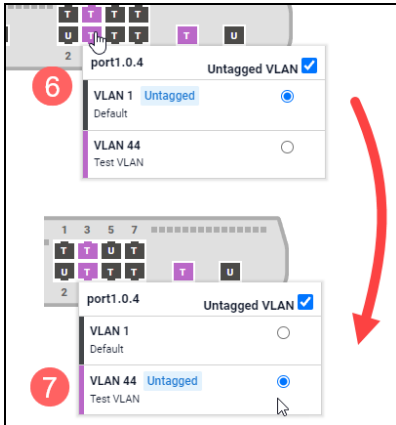 T T T T
U T T T T U
2
6
port1.0.4 Untagged VLAN
VLAN 1 Untagged
Default
VLAN 44
Test VLAN
1 3 5 7
T T U T
U T T T T U
2
port1.0.4 Untagged VLAN
VLAN 1
Default
7
VLAN 44 Untagged
Test VLAN